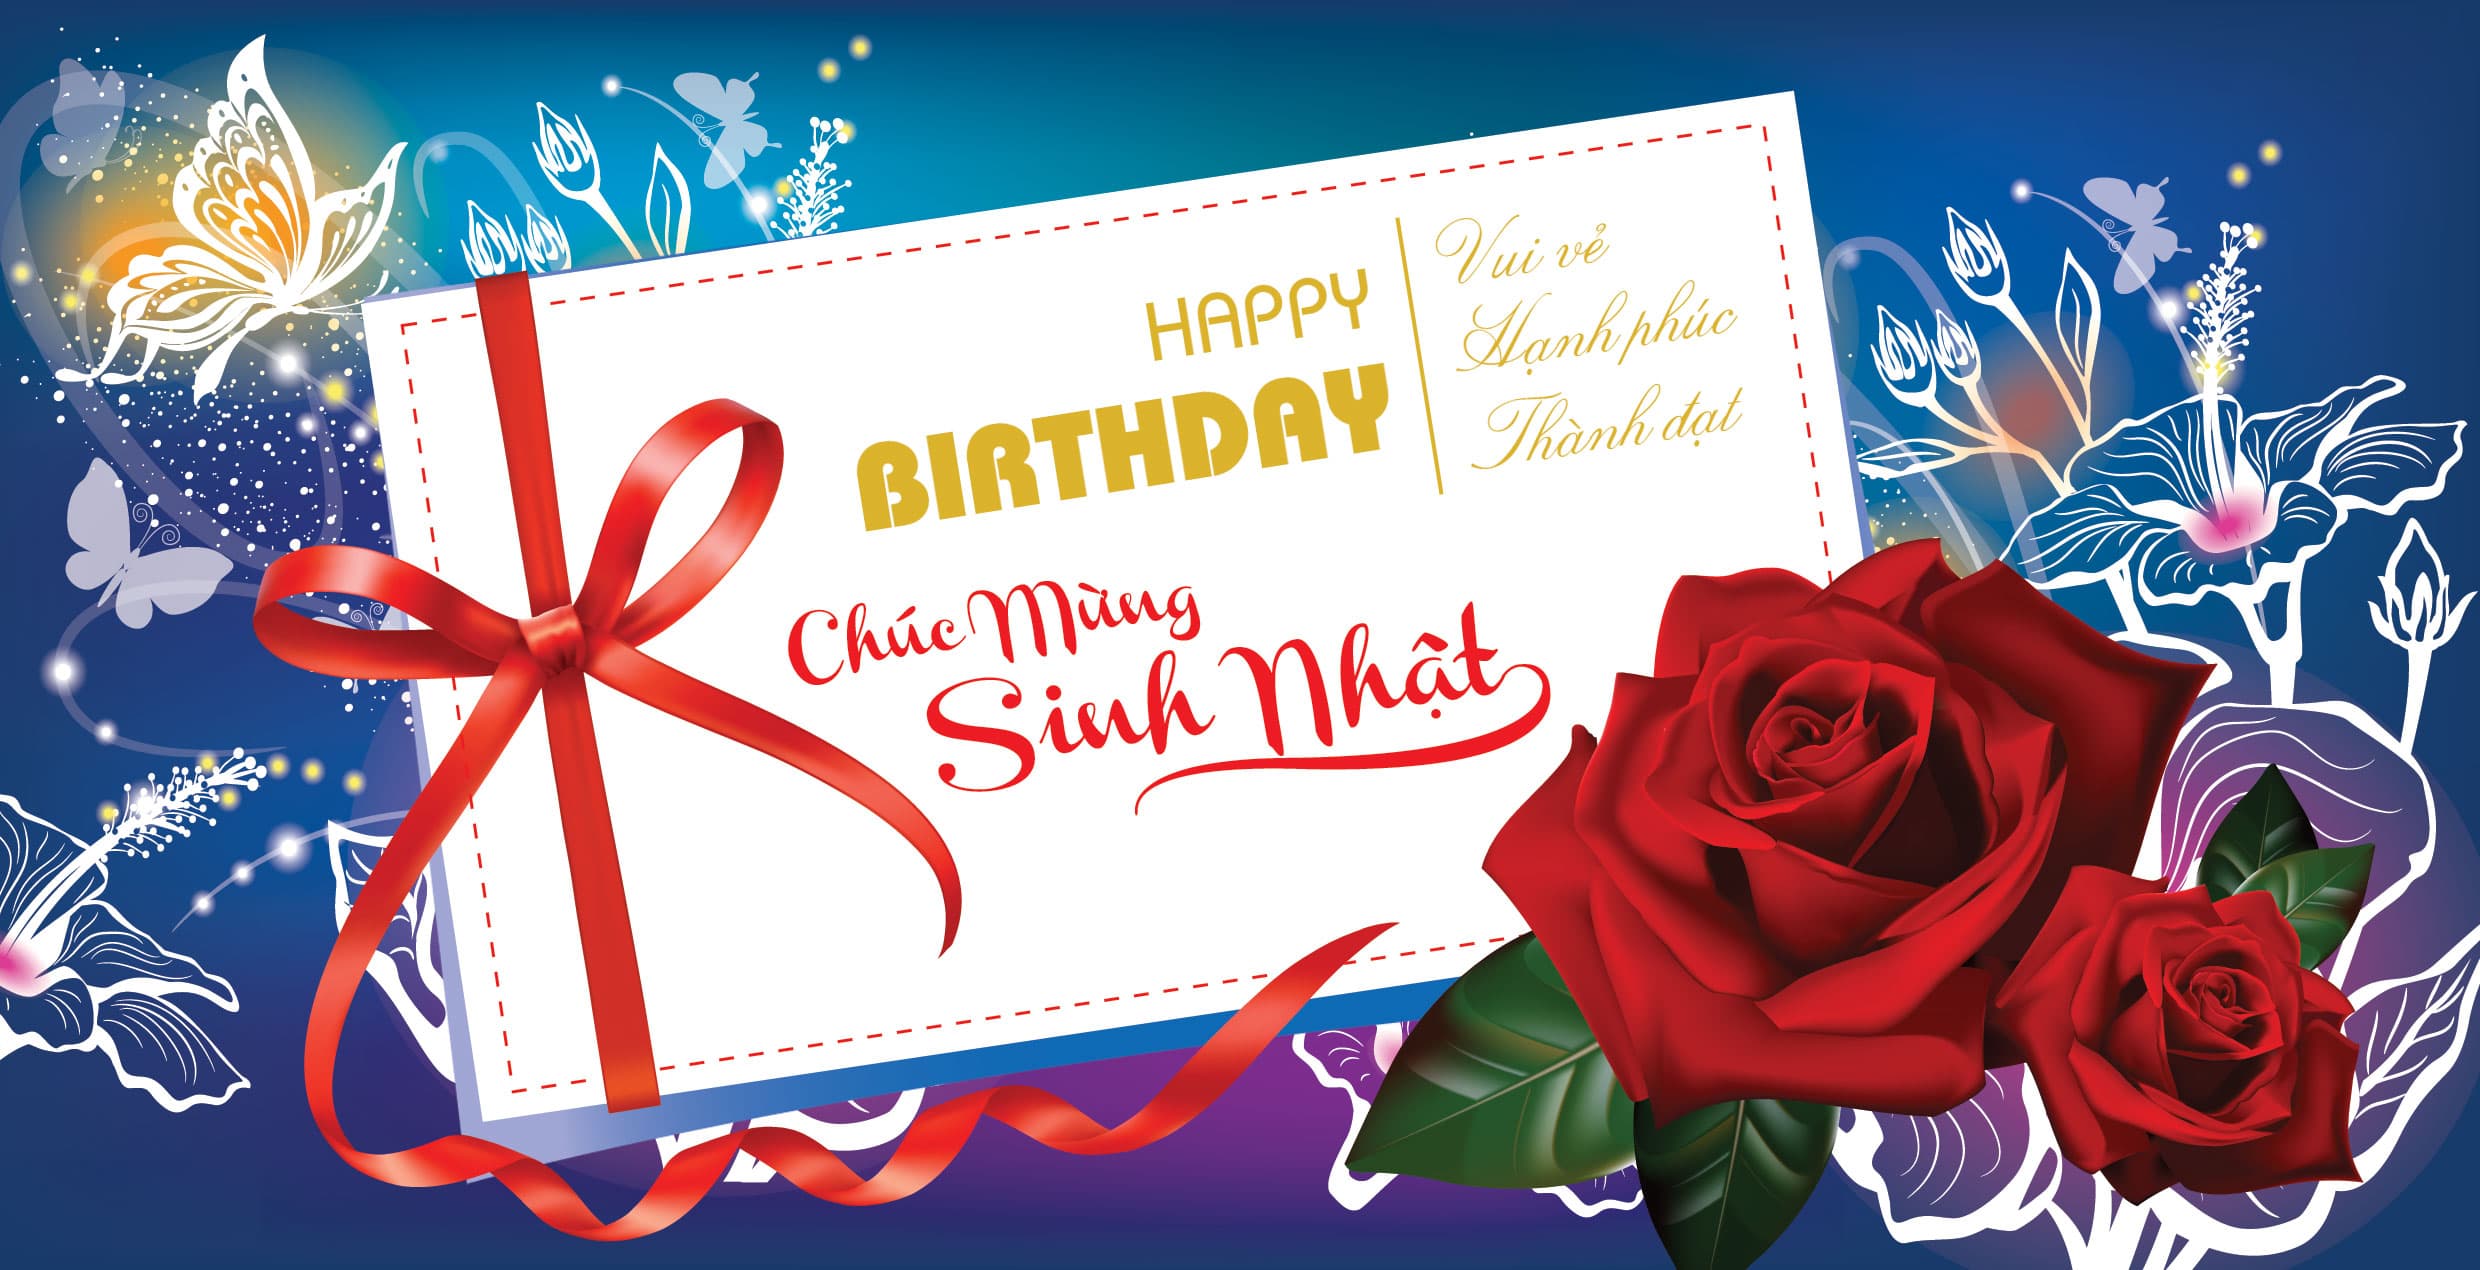 HAPPY
BIRTHDAY
Vui vẻ
Hạnh phúc
Thành đạt
Chúc Mừng
Sinh Nhật